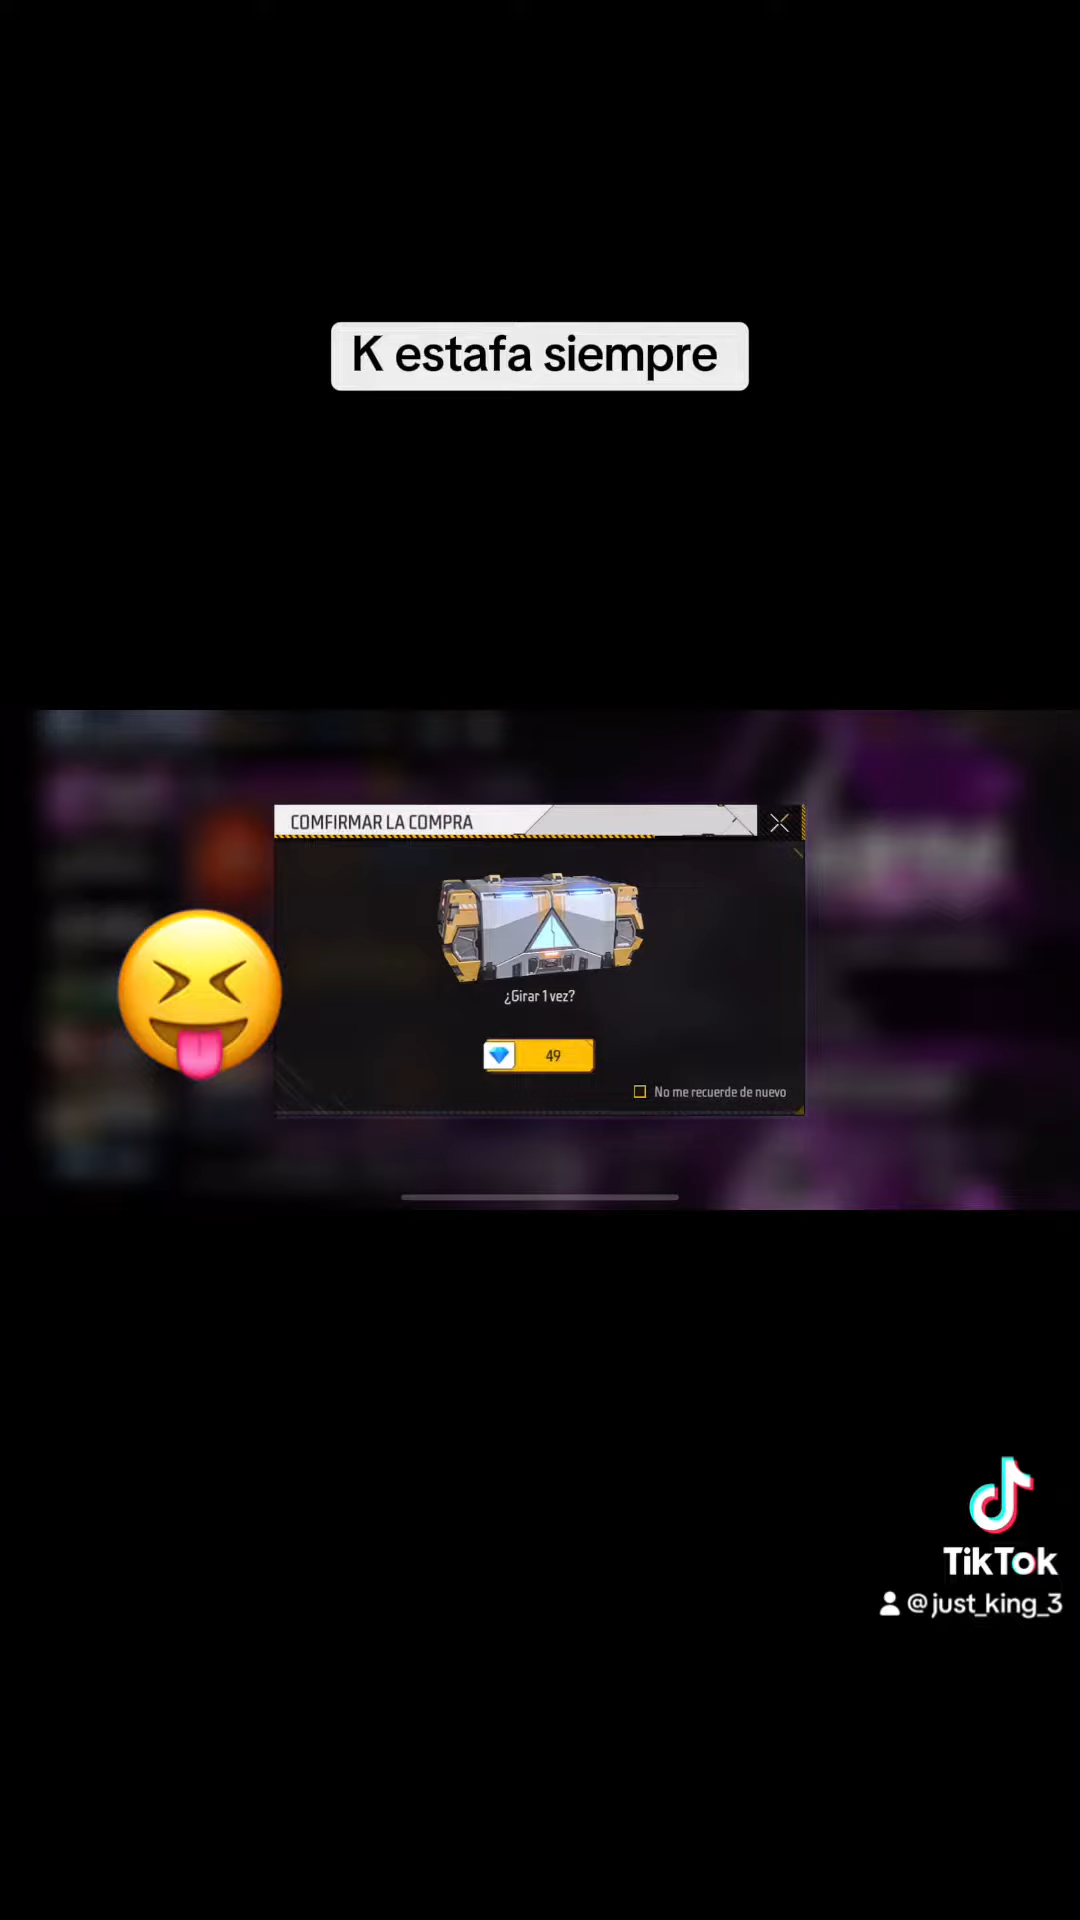 K estafa siempre
COMFIRMAR LA COMPRA
¿Girar 1 vez?
49
No me recuerde de nuevo
TikTok
@just_king_3